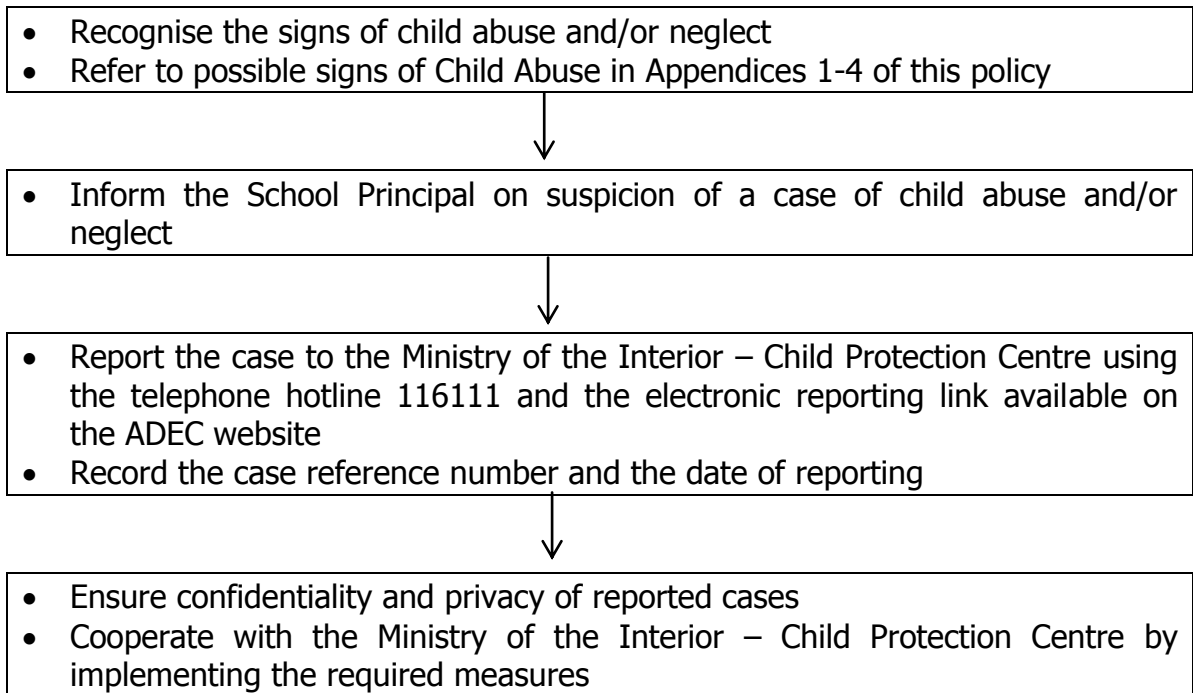 • Recognise the signs of child abuse and/or neglect
• Refer to possible signs of Child Abuse in Appendices 1-4 of this policy
• Inform the School Principal on suspicion of a case of child abuse and/or
neglect
• Report the case to the Ministry of the Interior – Child Protection Centre using
the telephone hotline 116111 and the electronic reporting link available on
the ADEC website
• Record the case reference number and the date of reporting
• Ensure confidentiality and privacy of reported cases
• Cooperate with the Ministry of the Interior – Child Protection Centre by
implementing the required measures